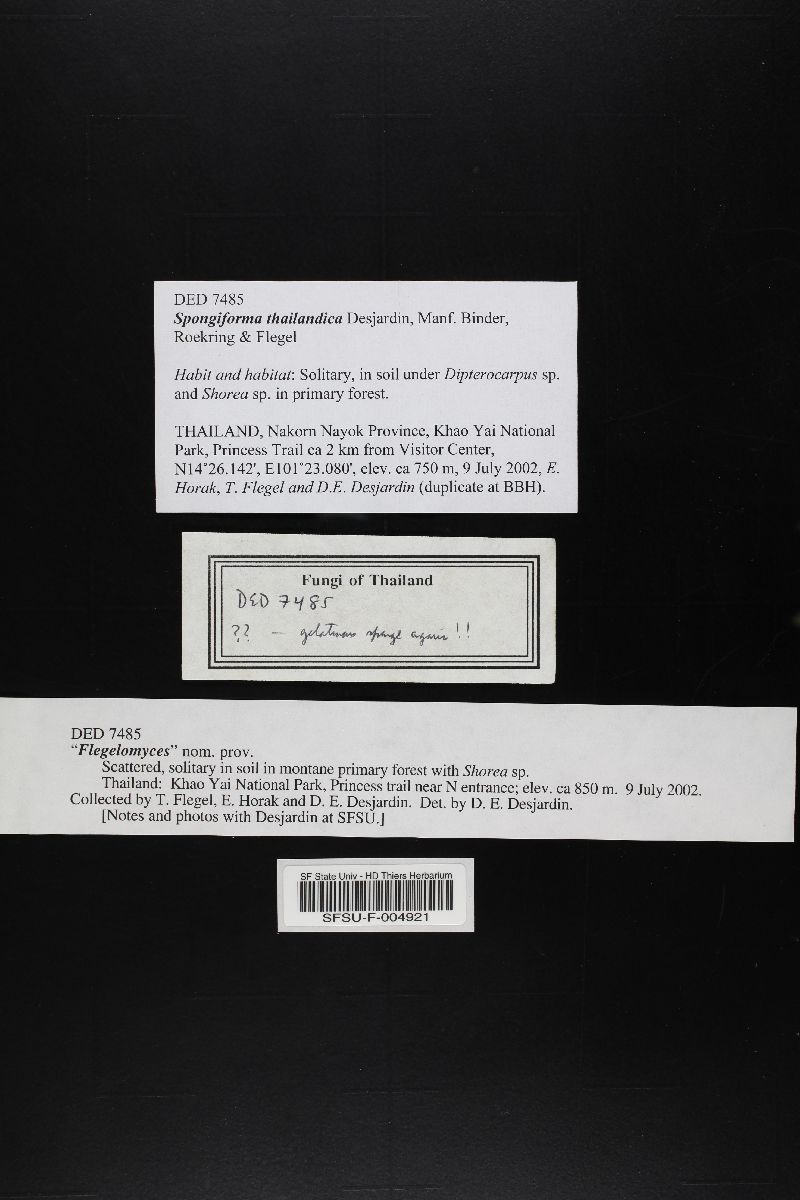 DED 7485
Spongiforma thailandica Desjardin, Manf. Binder,
Roekring & Flegel
Habit and habitat: Solitary, in soil under Dipterocarpus sp.
and Shorea sp. in primary forest.
THAILAND, Nakorn Nayok Province, Khao Yai National
Park, Princess Trail ca 2 km from Visitor Center,
N14°26.142', E101°23.080', elev. ca 750 m, 9 July 2002, E.
Horak, T. Flegel and D.E. Desjardin (duplicate at BBH).
Fungi of Thailand
DED 7485
?? — gelatinous sponge again!!
DED 7485
“Flegelomyces” nom. prov.
Scattered, solitary in soil in montane primary forest with Shorea sp.
Thailand: Khao Yai National Park, Princess trail near N entrance; elev. ca 850 m. 9 July 2002.
Collected by T. Flegel, E. Horak and D. E. Desjardin. Det. by D. E. Desjardin.
[Notes and photos with Desjardin at SFSU.]
SF State Univ - HD Thiers Herbarium
SFSU-F-004921